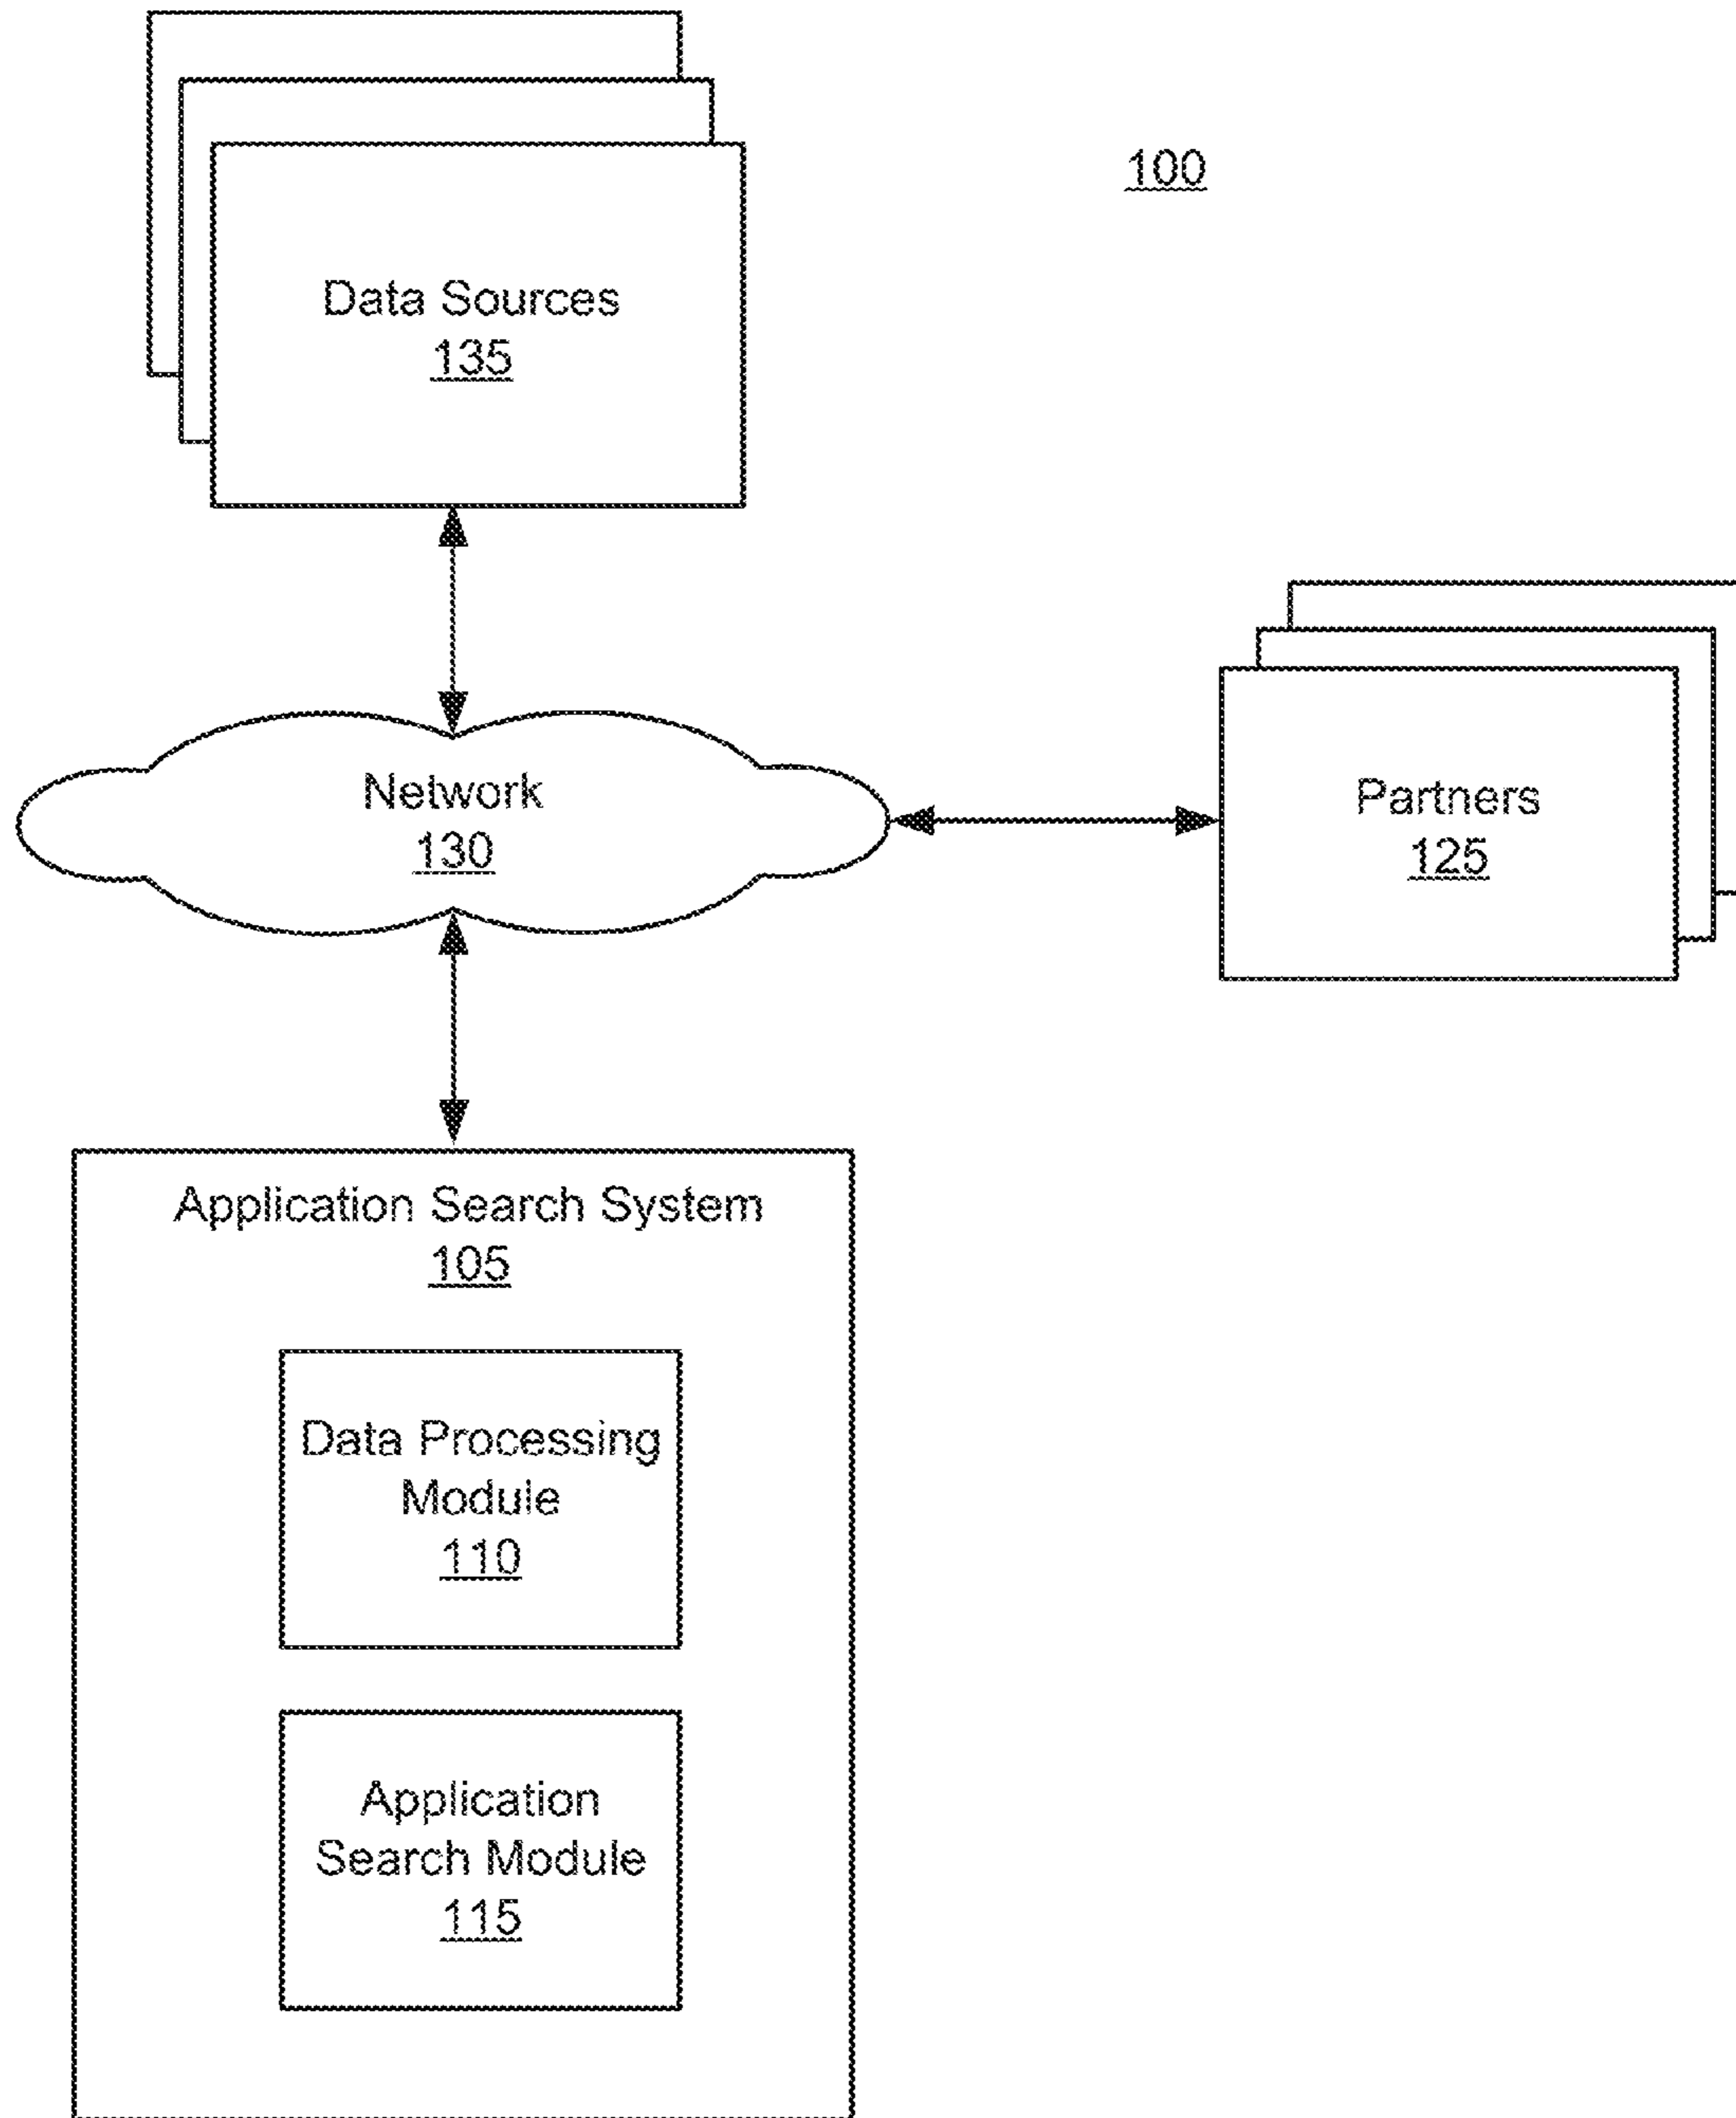 100
Data Sources
135
Network
130
Partners
125
Application Search System
105
Data Processing
Module
110
Application
Search Module
115